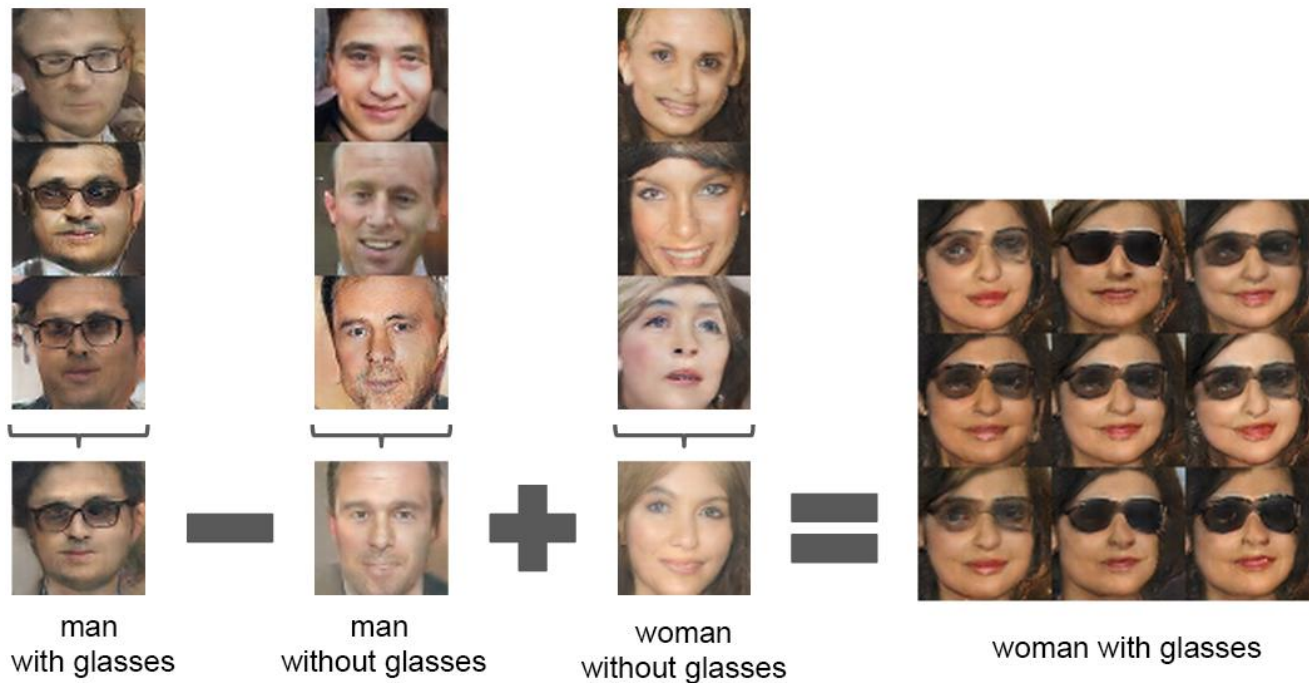 man
with glasses
man
without glasses
woman
without glasses
woman with glasses